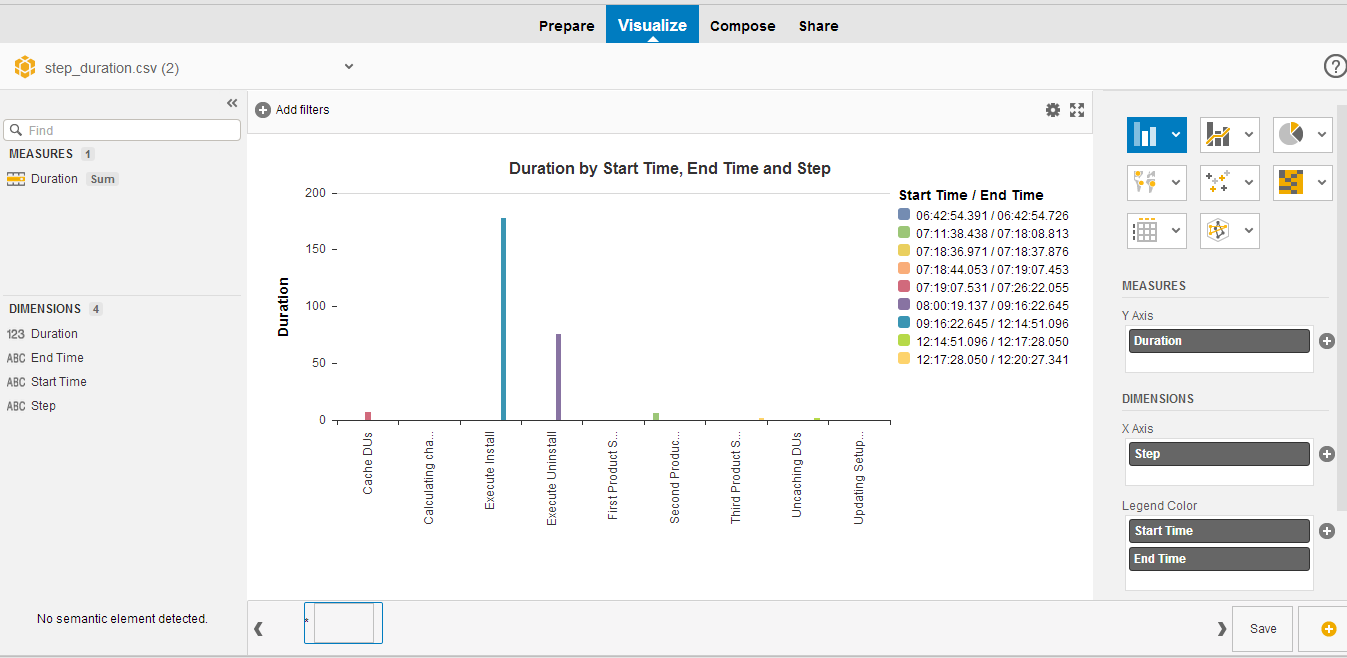 Prepare Visualize Compose Share
step_duration.csv (2)
?
«
Add filters
Find
MEASURES 1
Duration Sum
DIMENSIONS 4
123 Duration
ABC End Time
ABC Start Time
ABC Step
No semantic element detected.
Duration by Start Time, End Time and Step
Duration
200
150
100
50
0
Cache DUs
Calculating cha...
Execute Install
Execute Uninstall
First Product S...
Second Produc...
Third Product S...
Uncaching DUs
Updating Setup...
Start Time / End Time
06:42:54.391 / 06:42:54.726
07:11:38.438 / 07:18:08.813
07:18:36.971 / 07:18:37.876
07:18:44.053 / 07:19:07.453
07:19:07.531 / 07:26:22.055
08:00:19.137 / 09:16:22.645
09:16:22.645 / 12:14:51.096
12:14:51.096 / 12:17:28.050
12:17:28.050 / 12:20:27.341
MEASURES
Y Axis
Duration
DIMENSIONS
X Axis
Step
Legend Color
Start Time
End Time
*
Save